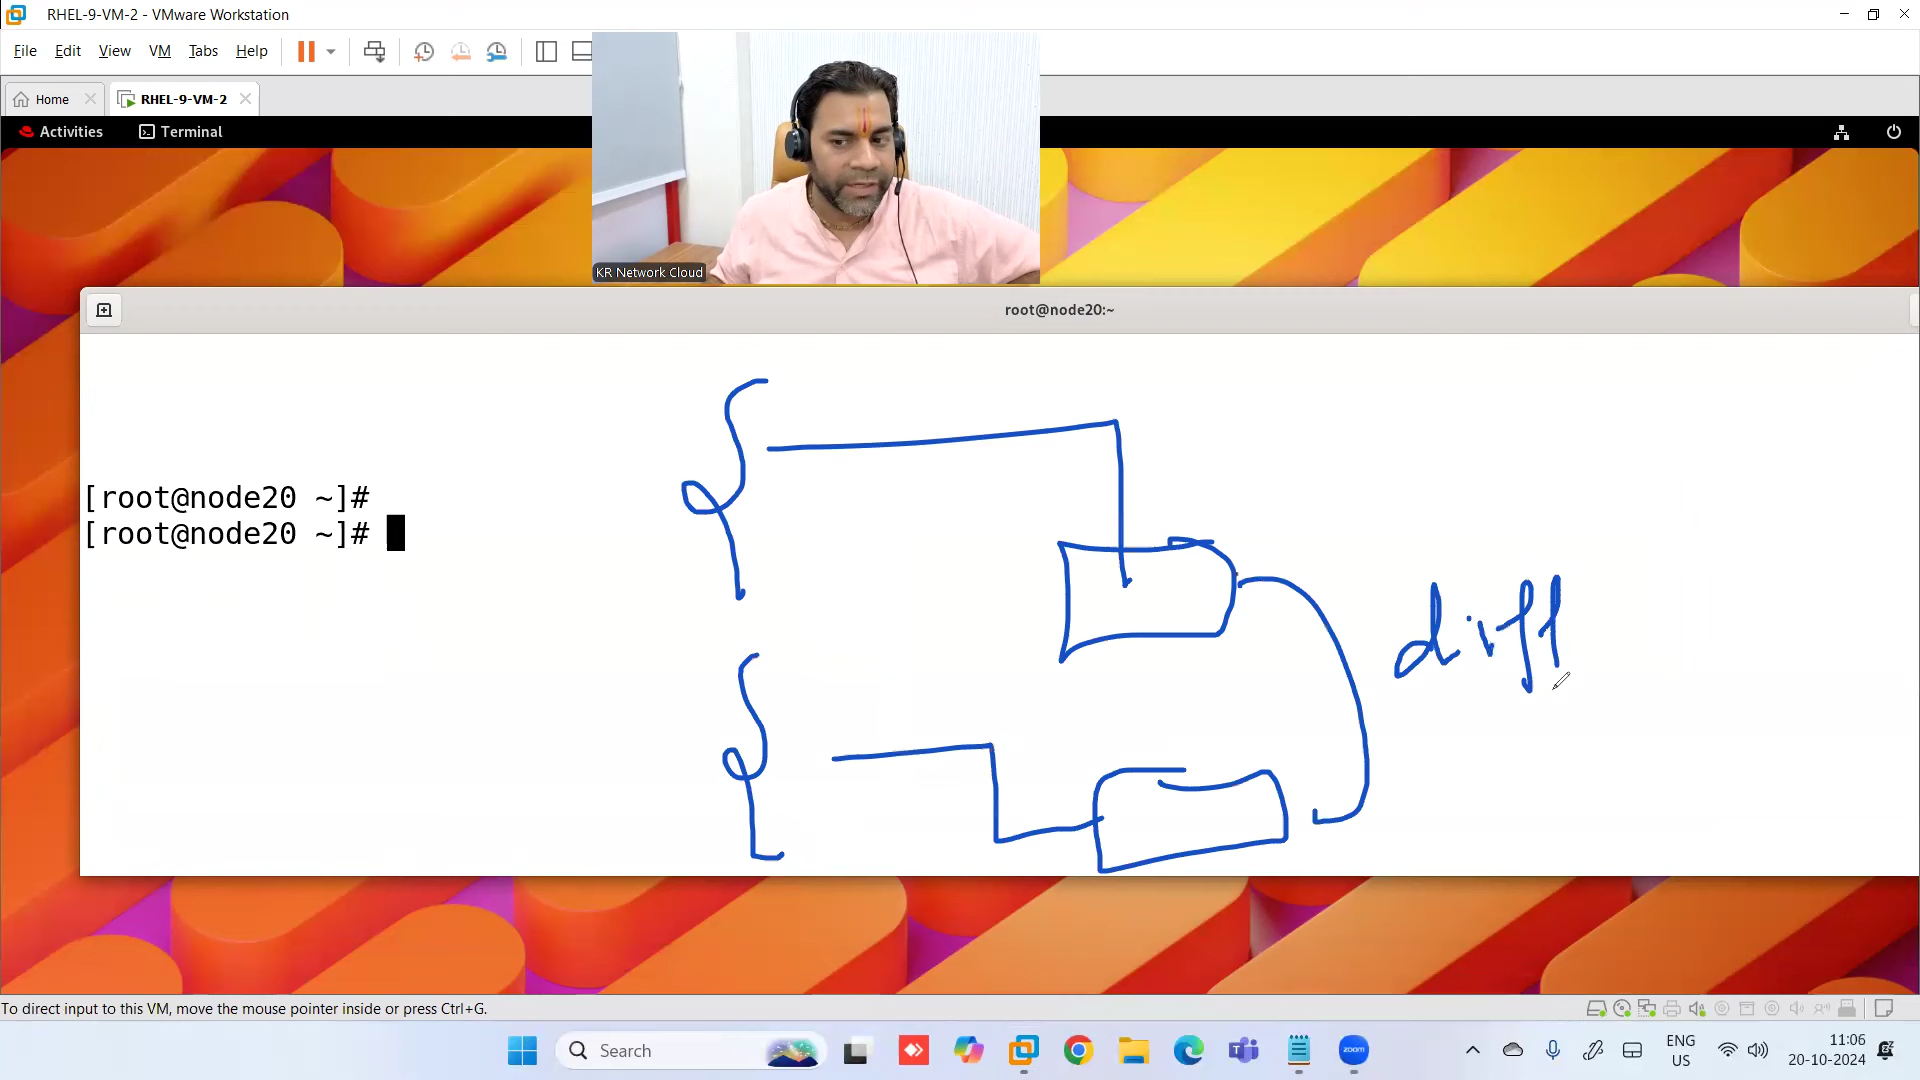 RHEL-9-VM-2 - VMware Workstation
File Edit View VM Tabs Help
Home RHEL-9-VM-2
Activities Terminal
KR Network Cloud
root@node20:~
[root@node20 ~]#
[root@node20 ~]#
diff
To direct input to this VM, move the mouse pointer inside or press Ctrl+G.
Search
zoom
ENG
US
11:06
20-10-2024